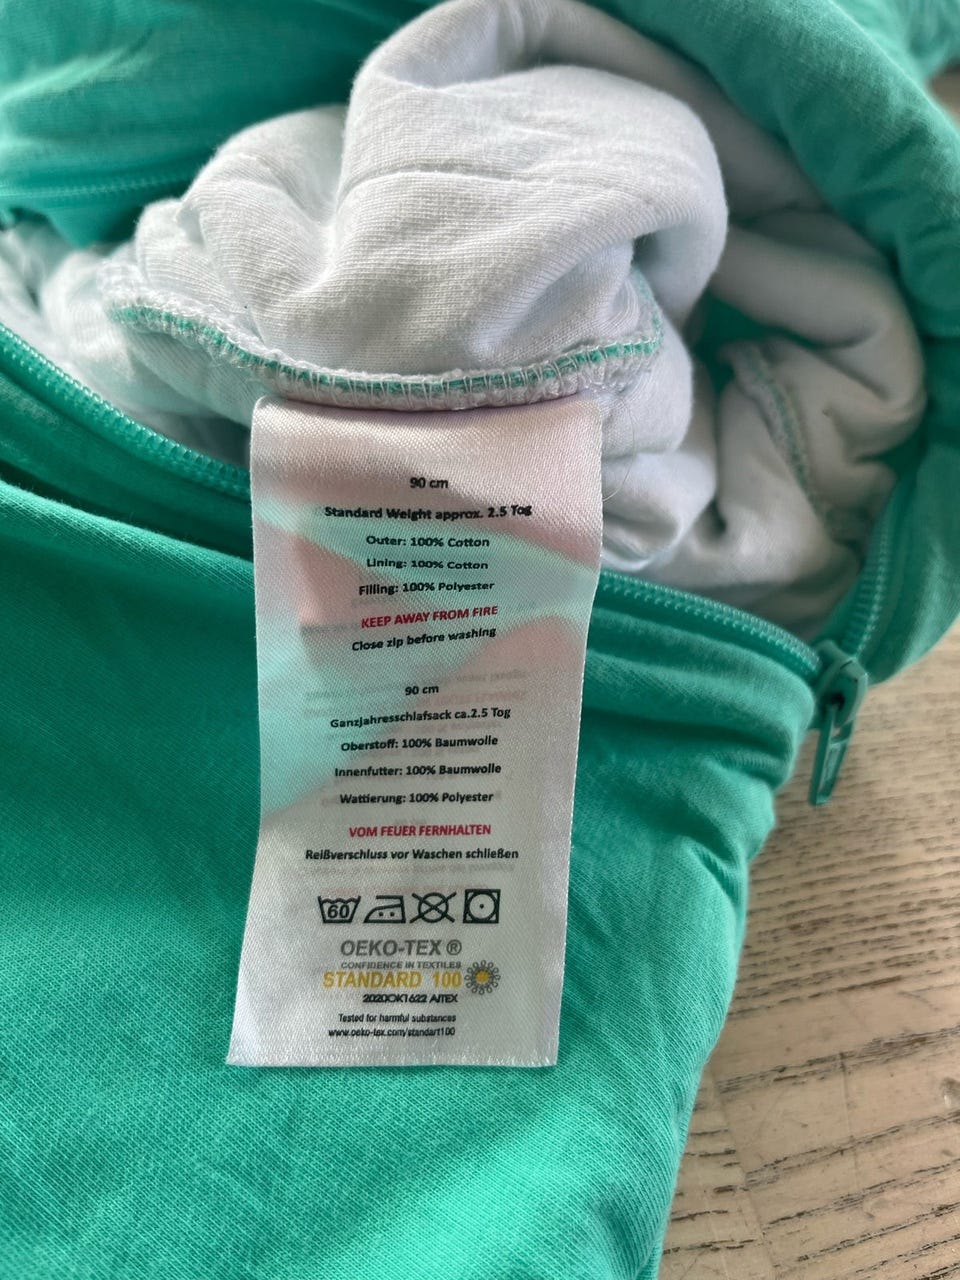 90 cm
Standard Weight approx. 2.5 Tog
Outer: 100% Cotton
Lining: 100% Cotton
Filling: 100% Polyester
KEEP AWAY FROM FIRE
Close zip before washing
90 cm
Ganzjahresschlafsack ca.2.5 Tog
Oberstoff: 100% Baumwolle
Innenfutter: 100% Baumwolle
Wattierung: 100% Polyester
VOM FEUER FERNHALTEN
Reißverschluss vor Waschen schließen
60
OEKO-TEX ®
CONFIDENCE IN TEXTILES
STANDARD 100
2020OK1622 AITEX
Tested for harmful substances
www.oeko-tex.com/standart100